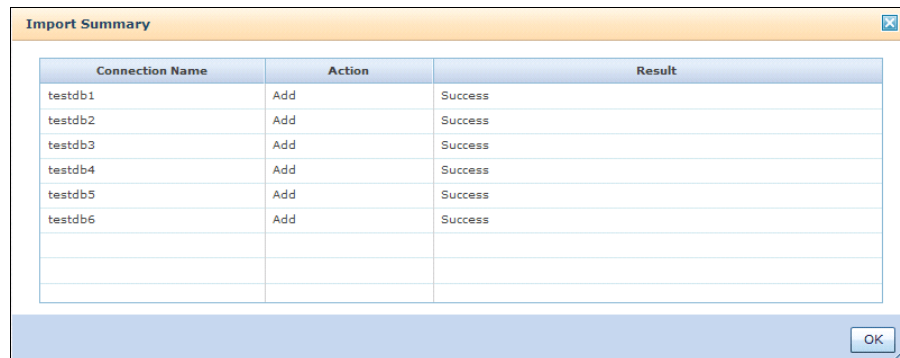 Import Summary
Connection Name Action Result
testdb1 Add Success
testdb2 Add Success
testdb3 Add Success
testdb4 Add Success
testdb5 Add Success
testdb6 Add Success
OK